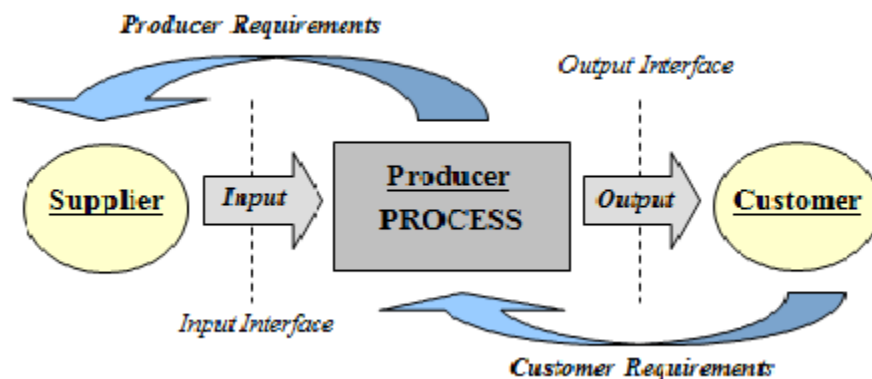 Producer Requirements
Output Interface
Supplier
Input
Producer
PROCESS
Output
Customer
Input Interface
Customer Requirements